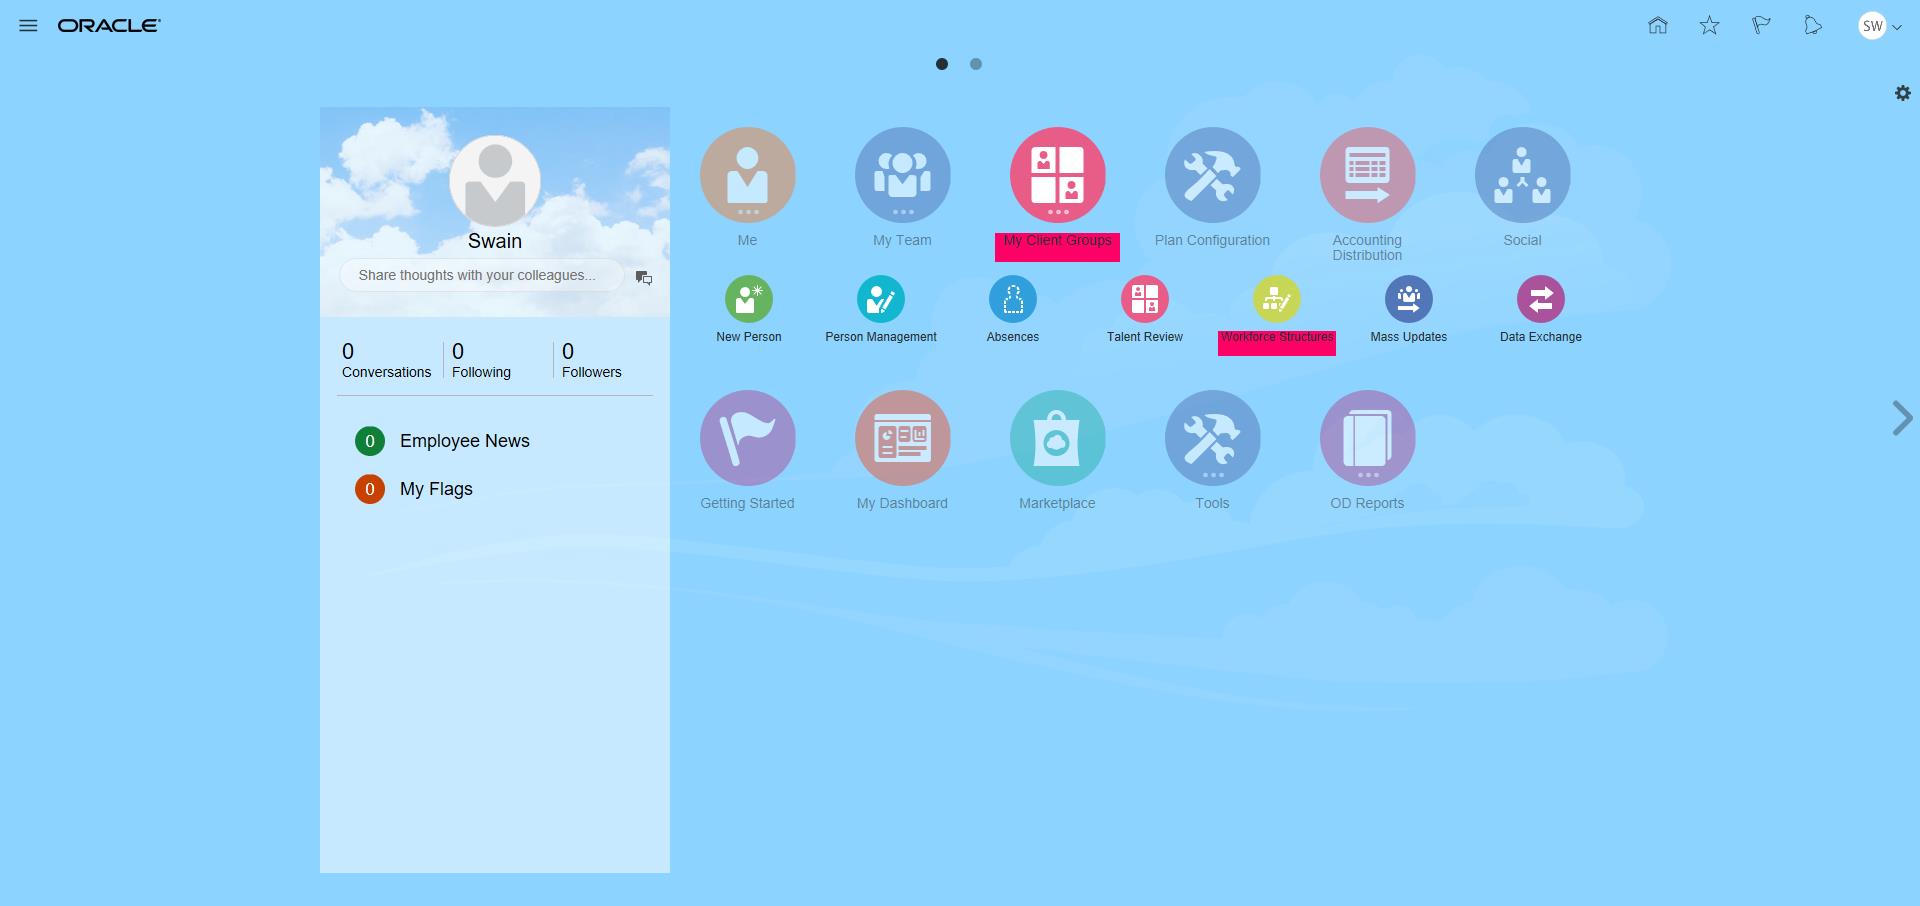 ORACLE
SW
Swain
Share thoughts with your colleagues...
0 0 0
Conversations Following Followers
0 Employee News
0 My Flags
Me My Team My Client Groups Plan Configuration Accounting Distribution Social
New Person Person Management Absences Talent Review Workforce Structures Mass Updates Data Exchange
Getting Started My Dashboard Marketplace Tools OD Reports